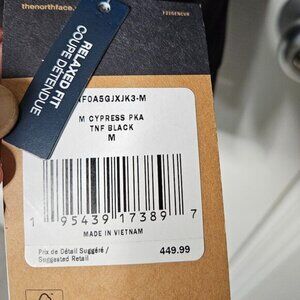 thenorthface.
RELAXED FIT
COUPE DÉTENDUE
NF0A5GJXJK3-M
M CYPRESS PKA
TNF BLACK
M
1 95439 17389 7
MADE IN VIETNAM
Prix de Détail Suggéré /
Suggested Retail
449.99